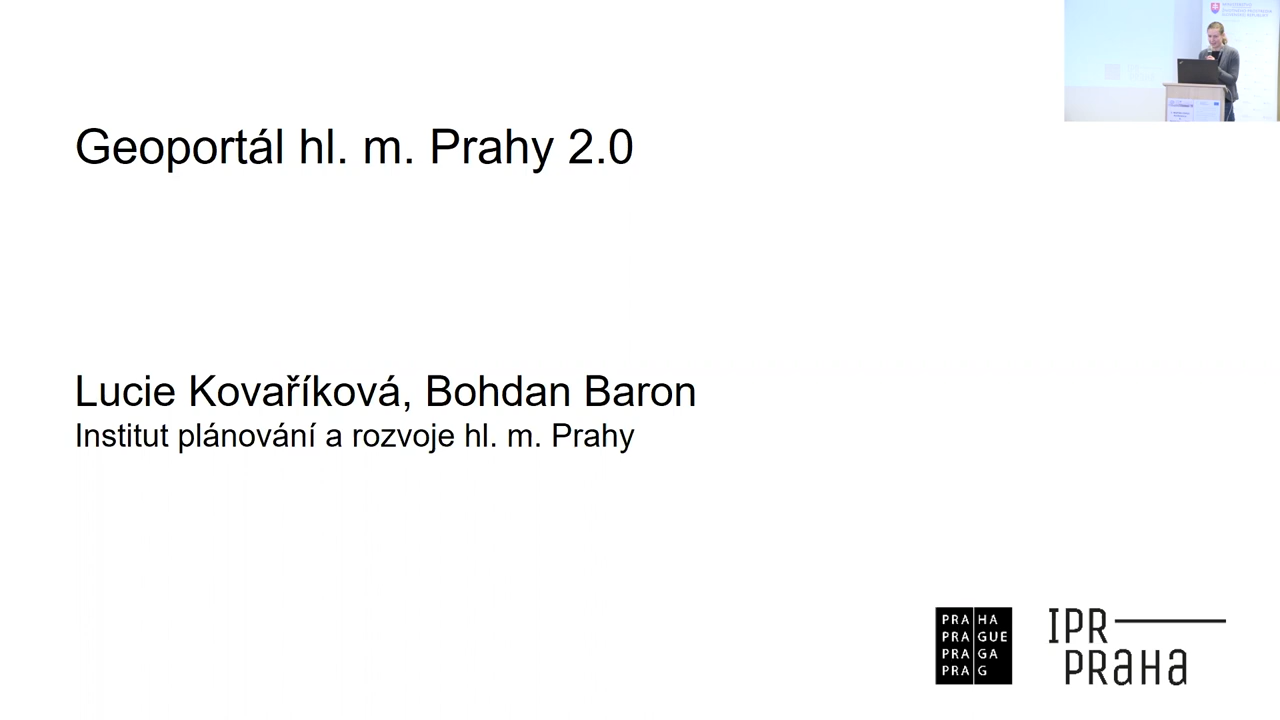 Geoportál hl. m. Prahy 2.0
Lucie Kovaříková, Bohdan Baron
Institut plánování a rozvoje hl. m. Prahy
PRA HA
PRA GUE
PRA GA
PRA G
IPR
PRAHA